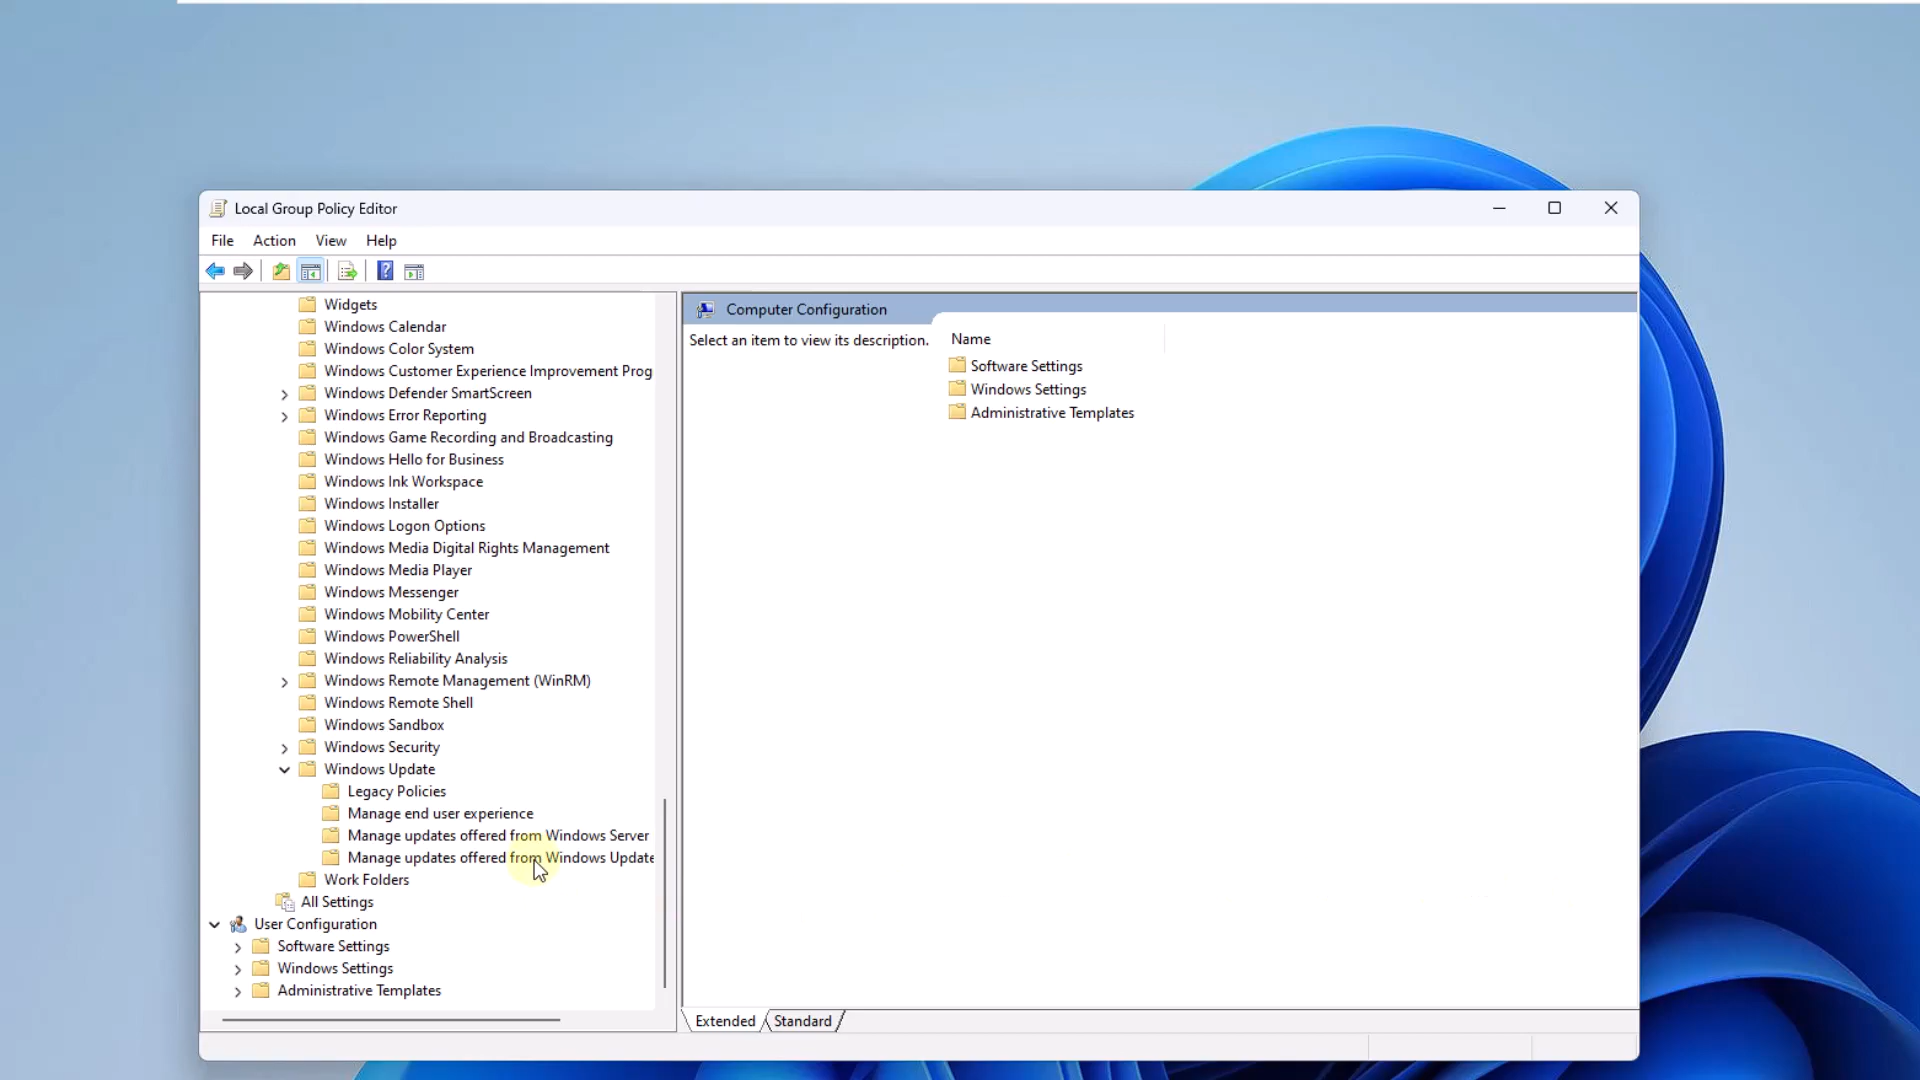 Local Group Policy Editor
File Action View Help
Widgets
Windows Calendar
Windows Color System
Windows Customer Experience Improvement Prog
Windows Defender SmartScreen
Windows Error Reporting
Windows Game Recording and Broadcasting
Windows Hello for Business
Windows Ink Workspace
Windows Installer
Windows Logon Options
Windows Media Digital Rights Management
Windows Media Player
Windows Messenger
Windows Mobility Center
Windows PowerShell
Windows Reliability Analysis
Windows Remote Management (WinRM)
Windows Remote Shell
Windows Sandbox
Windows Security
Windows Update
Legacy Policies
Manage end user experience
Manage updates offered from Windows Server
Manage updates offered from Windows Update
Work Folders
All Settings
User Configuration
Software Settings
Windows Settings
Administrative Templates
Computer Configuration
Select an item to view its description.
Name
Software Settings
Windows Settings
Administrative Templates
Extended Standard